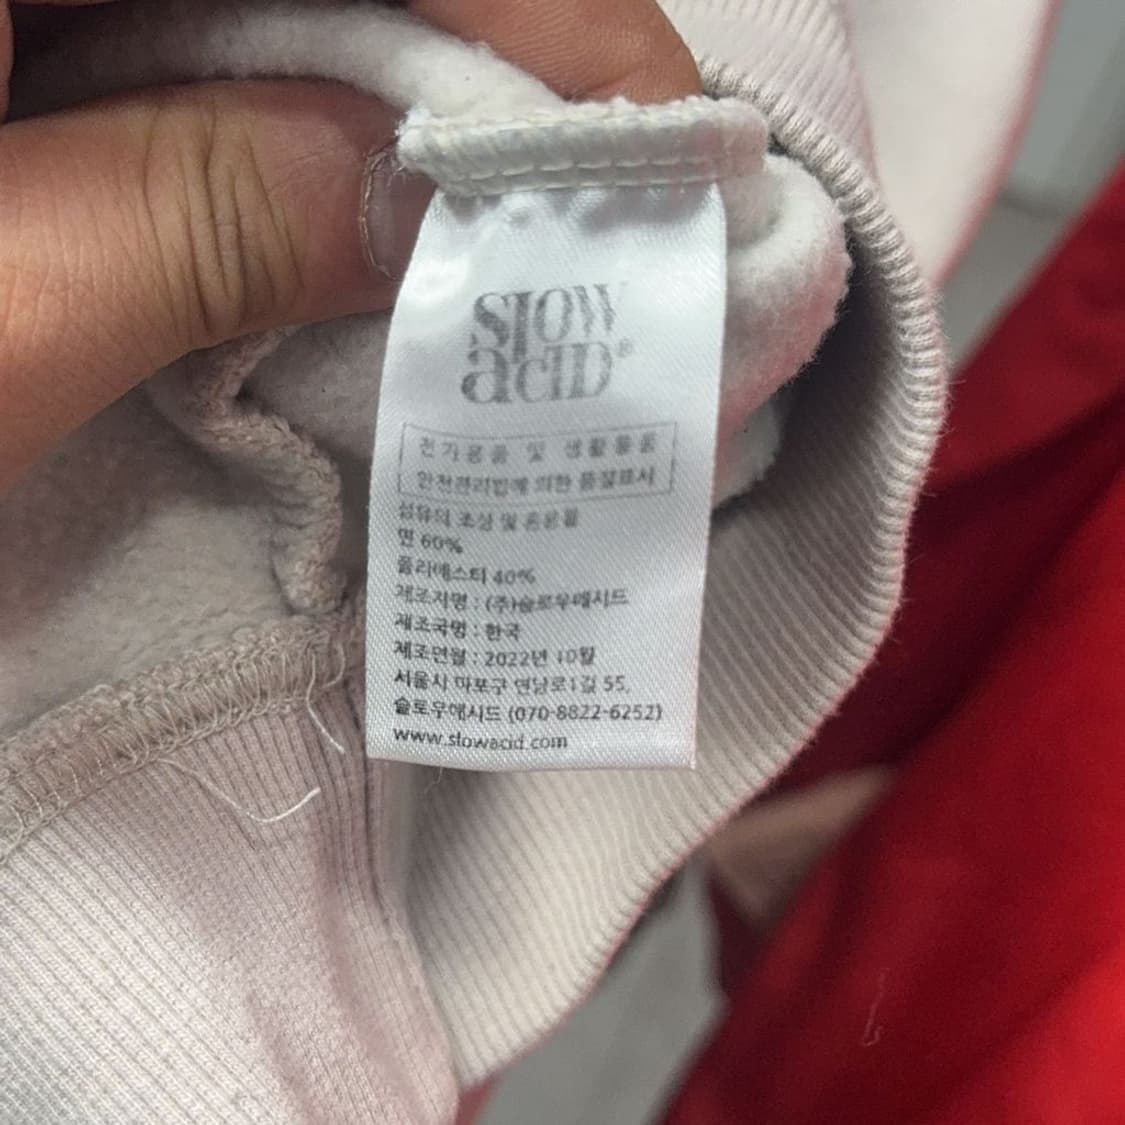 SLOW
acID®
전기용품 및 생활용품
안전관리법에 의한 품질표시
섬유의 조성 및 혼용율
면 60%
폴리에스터 40%
제조자명 : (주)슬로우애시드
제조국명 : 한국
제조연월 : 2022년 10월
서울시 마포구 연남로1길 55,
슬로우애시드 (070-8822-6252)
www.slowacid.com